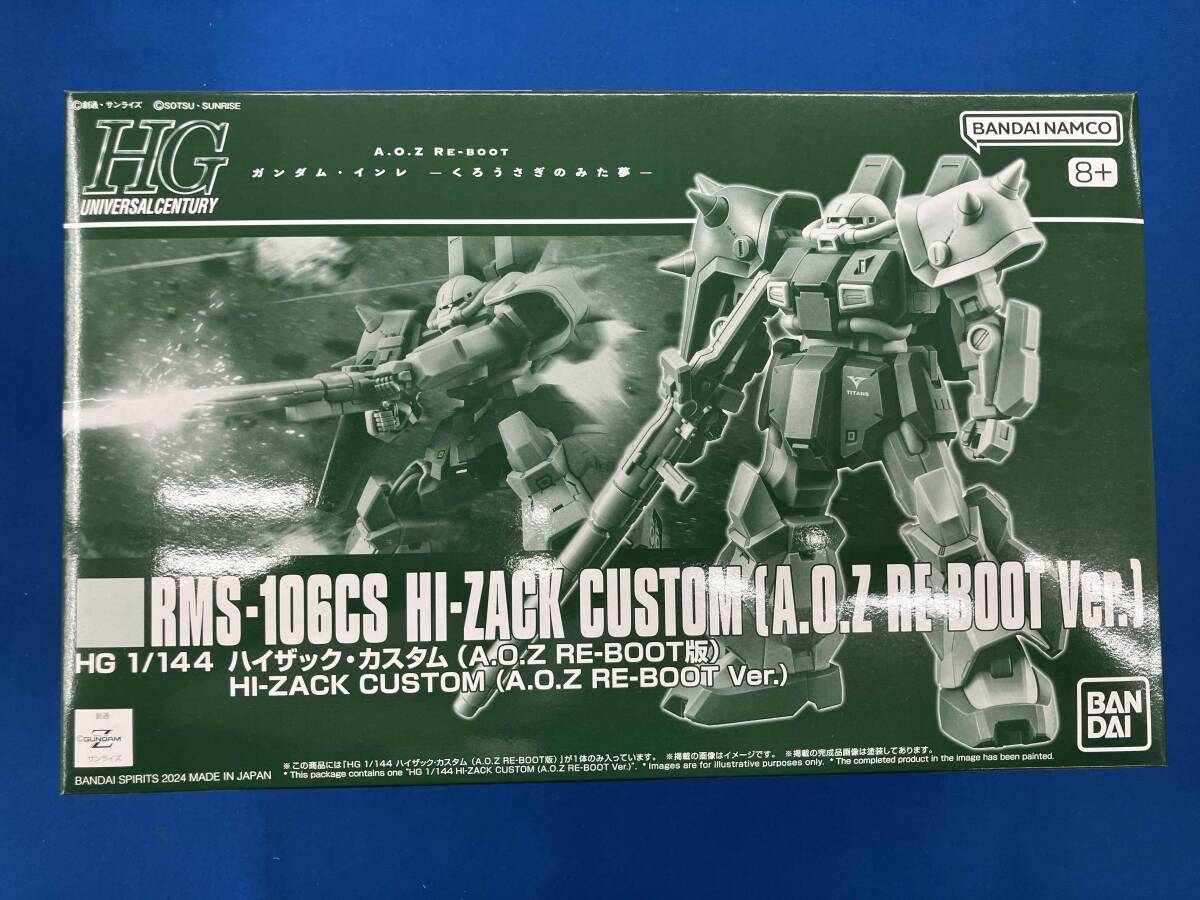 ©創通・サンライズ ©SOTSU・SUNRISE
HG
UNIVERSAL CENTURY
A.O.Z RE-BOOT
ガンダム・インレ ―くろうさぎのみた夢―
BANDAI NAMCO
8+
TITANS
RMS-106CS HI-ZACK CUSTOM (A.O.Z RE-BOOT Ver.)
HG 1/144 ハイザック・カスタム (A.O.Z RE-BOOT版)
HI-ZACK CUSTOM (A.O.Z RE-BOOT Ver.)
創通
©GUNDAM Z
サンライズ
BAN
DAI
BANDAI SPIRITS 2024 MADE IN JAPAN
※この商品には「HG 1/144 ハイザック・カスタム (A.O.Z RE-BOOT版)」が1体のみ入っています。 ※掲載の画像はイメージです。 ※掲載の完成品画像は塗装してあります。
* This package contains one "HG 1/144 HI-ZACK CUSTOM (A.O.Z RE-BOOT Ver.)". * Images are for illustrative purposes only. * The completed product in the image has been painted.